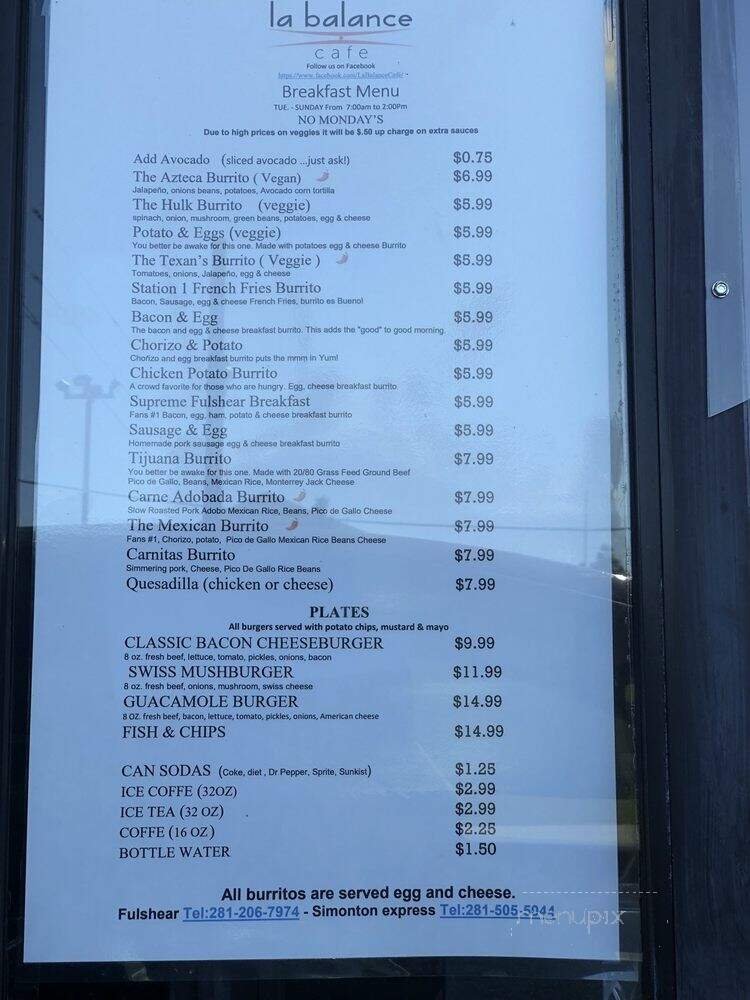 la balance
cafe
Follow us on Facebook
https://www.facebook.com/LaBalanceCafe/
Breakfast Menu
TUE. - SUNDAY From 7:00am to 2:00Pm
NO MONDAY'S
Due to high prices on veggies it will be $.50 up charge on extra sauces
Add Avocado (sliced avocado ...just ask!) $0.75
The Azteca Burrito ( Vegan) $6.99
Jalapeño, onions beans, potatoes, Avocado corn tortilla
The Hulk Burrito (veggie) $5.99
spinach, onion, mushroom, green beans, potatoes, egg & cheese
Potato & Eggs (veggie) $5.99
You better be awake for this one. Made with potatoes egg & cheese Burrito
The Texan's Burrito ( Veggie ) $5.99
Tomatoes, onions, Jalapeño, egg & cheese
Station 1 French Fries Burrito $5.99
Bacon, Sausage, egg & cheese French Fries, burrito es Bueno!
Bacon & Egg $5.99
The bacon and egg & cheese breakfast burrito. This adds the "good" to good morning.
Chorizo & Potato $5.99
Chorizo and egg breakfast burrito puts the mmm in Yum!
Chicken Potato Burrito $5.99
A crowd favorite for those who are hungry. Egg, cheese breakfast burrito.
Supreme Fulshear Breakfast $5.99
Fans #1 Bacon, egg, ham, potato & cheese breakfast burrito
Sausage & Egg $5.99
Homemade pork sausage egg & cheese breakfast burrito
Tijuana Burrito $7.99
You better be awake for this one. Made with 20/80 Grass Feed Ground Beef
Pico de Gallo, Beans, Mexican Rice, Monterrey Jack Cheese
Carne Adobada Burrito $7.99
Slow Roasted Pork Adobo Mexican Rice, Beans, Pico de Gallo Cheese
The Mexican Burrito $7.99
Fans #1, Chorizo, potato, Pico de Gallo Mexican Rice Beans Cheese
Carnitas Burrito $7.99
Simmering pork, Cheese, Pico De Gallo Rice Beans
Quesadilla (chicken or cheese) $7.99
PLATES
All burgers served with potato chips, mustard & mayo
CLASSIC BACON CHEESEBURGER $9.99
8 oz. fresh beef, lettuce, tomato, pickles, onions, bacon
SWISS MUSHBURGER $11.99
8 oz. fresh beef, onions, mushroom, swiss cheese
GUACAMOLE BURGER $14.99
8 OZ. fresh beef, bacon, lettuce, tomato, pickles, onions, American cheese
FISH & CHIPS $14.99
CAN SODAS (Coke, diet , Dr Pepper, Sprite, Sunkist) $1.25
ICE COFFE (32OZ) $2.99
ICE TEA (32 OZ) $2.99
COFFE (16 OZ) $2.25
BOTTLE WATER $1.50
All burritos are served egg and cheese.
Fulshear Tel:281-206-7974 - Simonton express Tel:281-505-5944
menupix